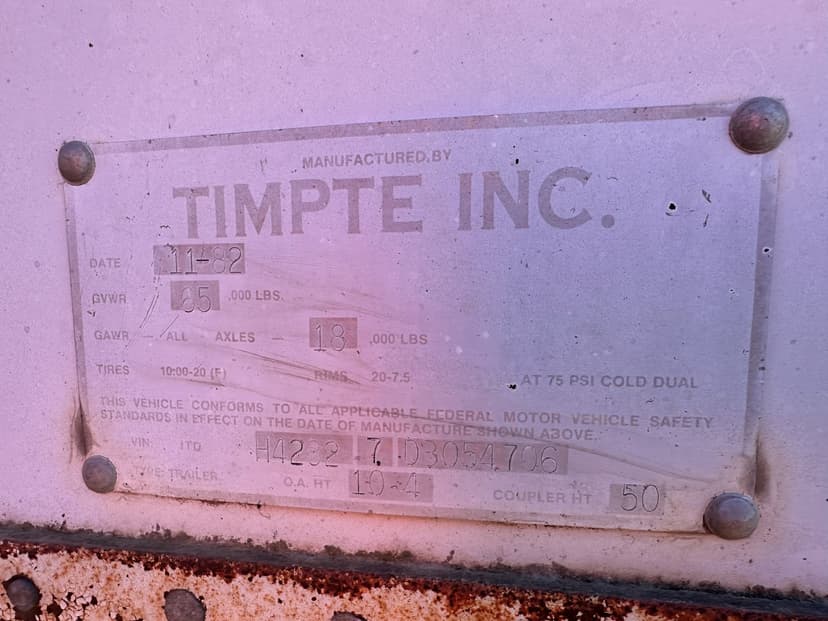 MANUFACTURED BY
TIMPTE INC.
DATE 11-82
GVWR 65 ,000 LBS.
GAWR — ALL AXLES — 18 ,000 LBS
TIRES 10:00-20 (F) RIMS 20-7.5 AT 75 PSI COLD DUAL
THIS VEHICLE CONFORMS TO ALL APPLICABLE FEDERAL MOTOR VEHICLE SAFETY
STANDARDS IN EFFECT ON THE DATE OF MANUFACTURE SHOWN ABOVE.
VIN: 1TD H4232 7 D3054706
TYPE: TRAILER O.A. HT 10-4 COUPLER HT 50